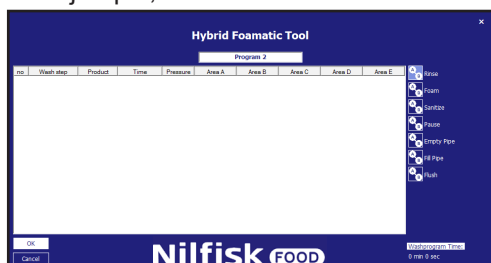 ×
Hybrid Foamatic Tool
Program 2
no Wash step Product Time Pressure Area A Area B Area C Area D Area E
Rinse
Foam
Sanitize
Pause
Empty Pipe
Fill Pipe
Flush
OK
Cancel
Nilfisk FOOD
Washprogram Time:
0 min 0 sec